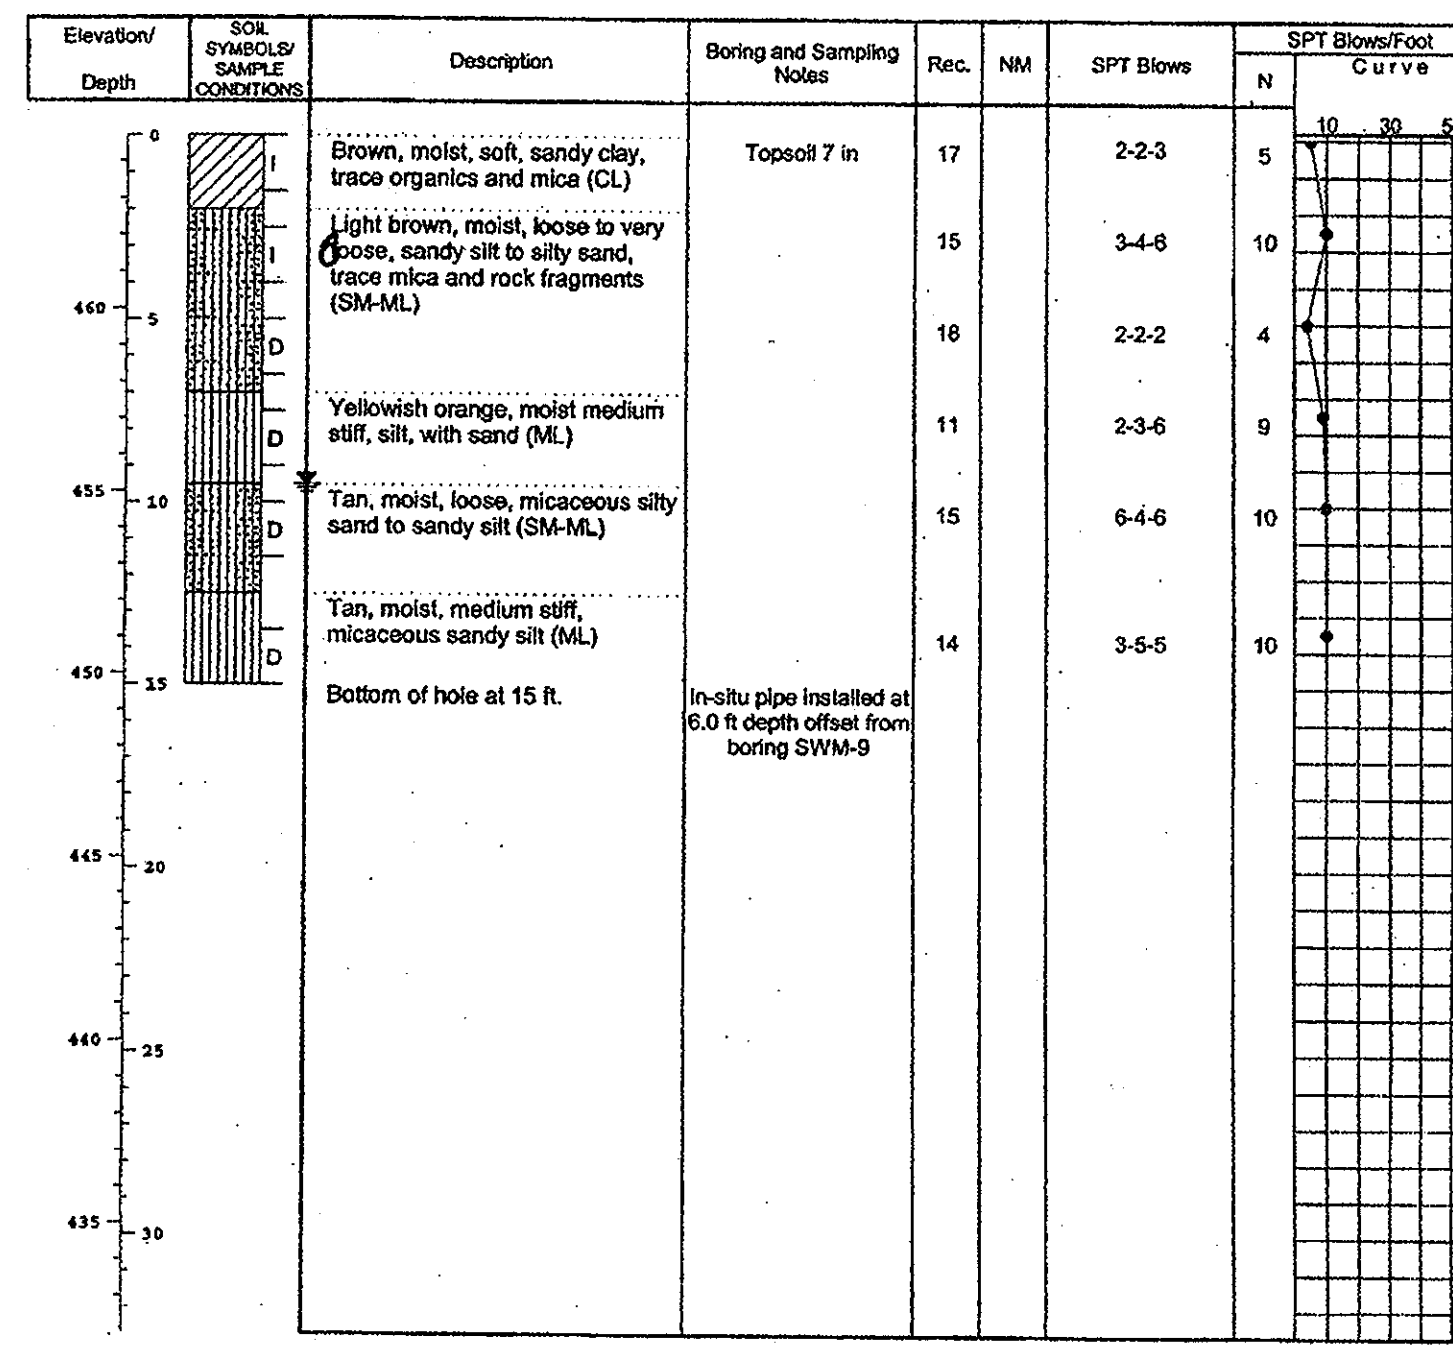 Elevation/
Depth
SOIL
SYMBOLS/
SAMPLE
CONDITIONS
Description
Boring and Sampling
Notes
Rec.
NM
SPT Blows
SPT Blows/Foot
N
Curve
10 30 5
0
Brown, moist, soft, sandy clay,
trace organics and mica (CL)
I
Topsoil 7 in
17
2-2-3
5
Light brown, moist, loose to very
loose, sandy silt to silty sand,
trace mica and rock fragments
(SM-ML)
I
15
3-4-6
10
460
5
D
18
2-2-2
4
Yellowish orange, moist medium
stiff, silt, with sand (ML)
D
11
2-3-6
9
455
10
Tan, moist, loose, micaceous silty
sand to sandy silt (SM-ML)
D
15
6-4-6
10
Tan, moist, medium stiff,
micaceous sandy silt (ML)
D
14
3-5-5
10
450
15
Bottom of hole at 15 ft.
In-situ pipe installed at
6.0 ft depth offset from
boring SWM-9
445
20
440
25
435
30